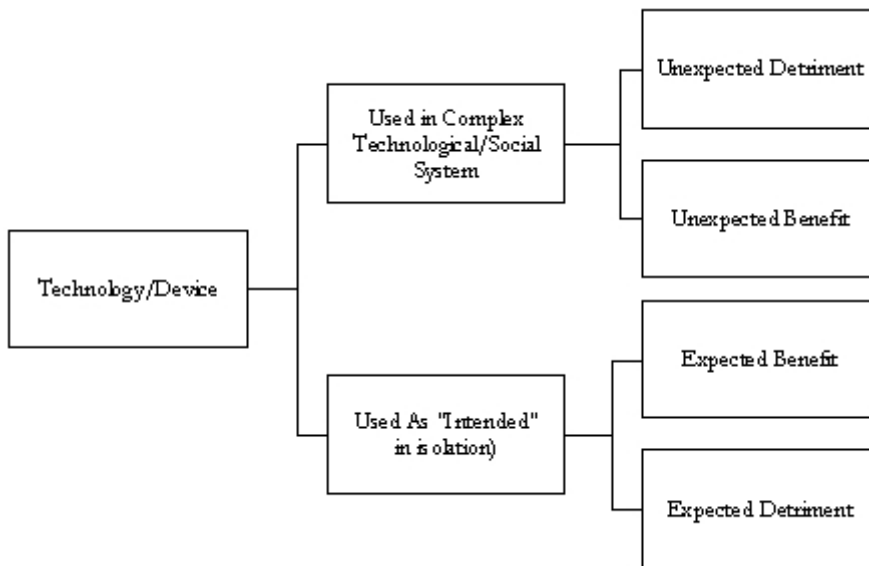 Unexpected Detriment
Used in Complex
Technological/Social
System
Unexpected Benefit
Technology/Device
Expected Benefit
Used As "Intended"
in isolation)
Expected Detriment